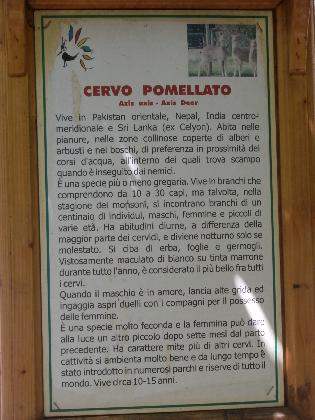 CERVO POMELLATO
Axis axis - Axis Deer
Vive in Pakistan orientale, Nepal, India centro-
meridionale e Sri Lanka (ex Celyon). Abita nelle
pianure, nelle zone collinose coperte di alberi e
arbusti e nei boschi, di preferenza in prossimità dei
corsi d'acqua, all'interno dei quali trova scampo
quando è inseguito dai nemici.
È una specie più o meno gregaria. Vive in branchi che
comprendono da 10 a 30 capi, ma talvolta, nella
stagione dei monsoni, si incontrano branchi di un
centinaio di individui, maschi, femmine e piccoli di
varie età. Ha abitudini diurne, a differenza della
maggior parte dei cervidi, e diviene notturno solo se
molestato. Si ciba di erba, foglie e germogli.
Vistosamente maculato di bianco su tinta marrone
durante tutto l'anno, è considerato il più bello fra tutti
i cervi.
Quando il maschio è in amore, lancia alte grida ed
ingaggia aspri duelli con i compagni per il possesso
delle femmine.
È una specie molto feconda e la femmina può dare
alla luce un altro piccolo dopo sette mesi dal parto
precedente. Ha carattere mite più di altri cervi. In
cattività si ambienta molto bene e da lungo tempo è
stato introdotto in numerosi parchi e riserve di tutto il
mondo. Vive circa 10-15 anni.